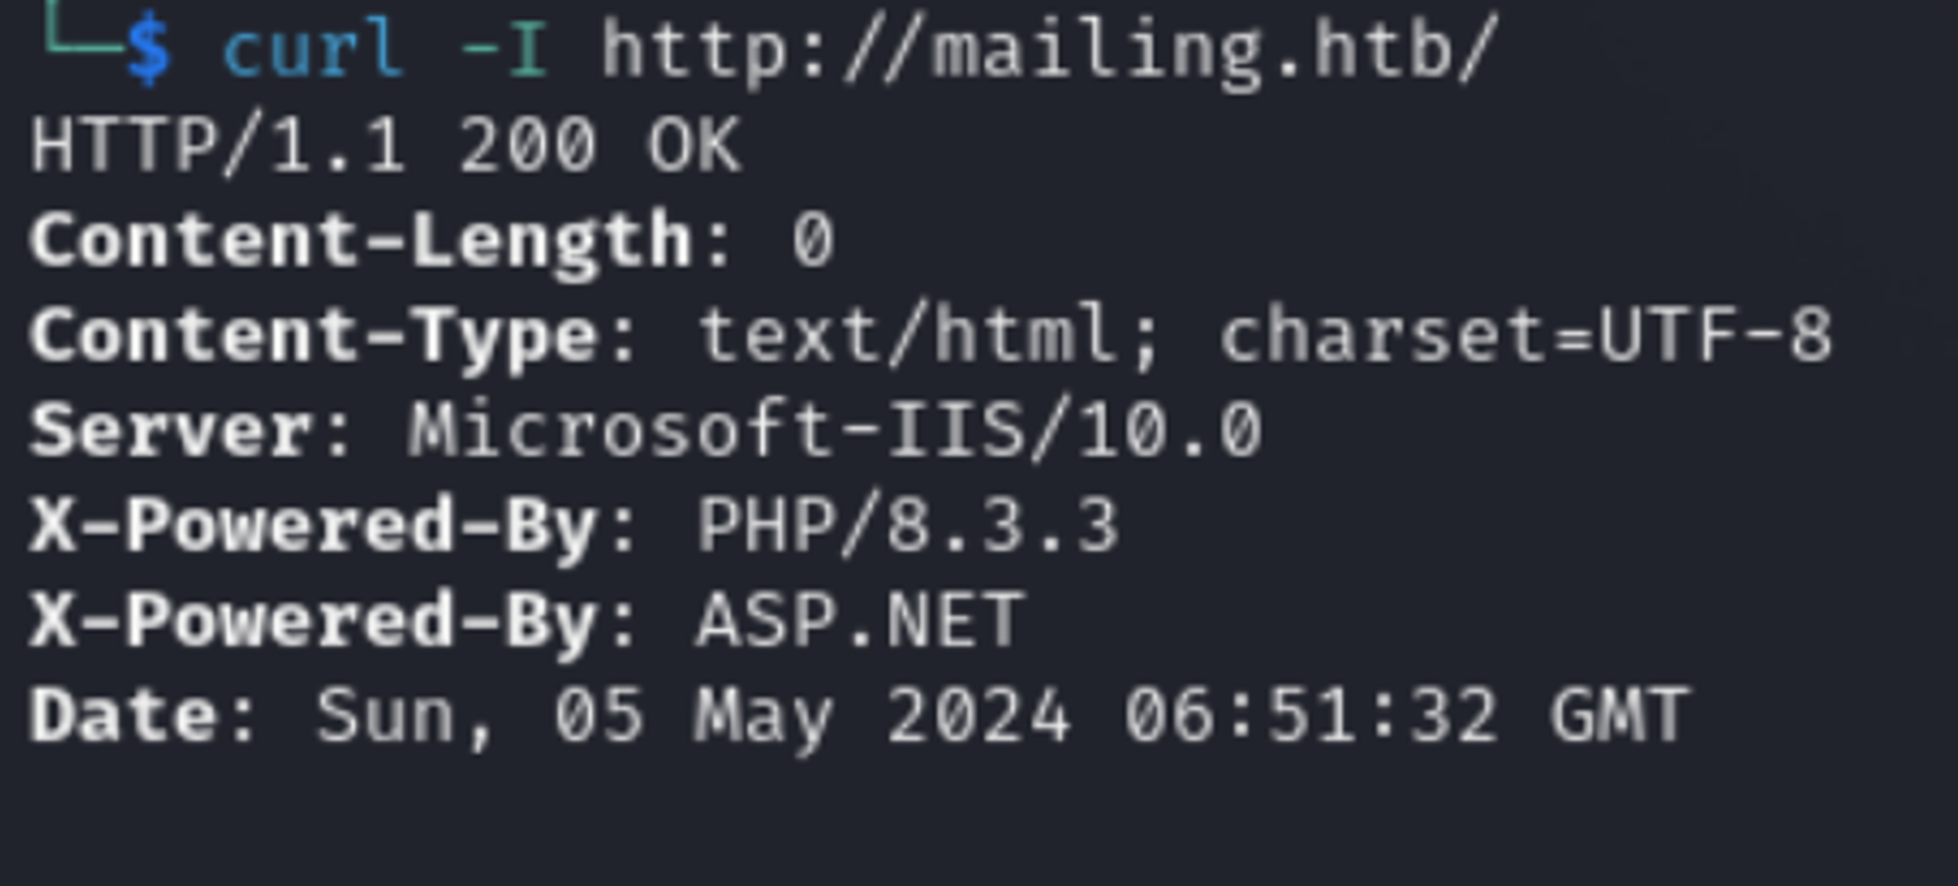 └─$ curl -I http://mailing.htb/
HTTP/1.1 200 OK
Content-Length: 0
Content-Type: text/html; charset=UTF-8
Server: Microsoft-IIS/10.0
X-Powered-By: PHP/8.3.3
X-Powered-By: ASP.NET
Date: Sun, 05 May 2024 06:51:32 GMT